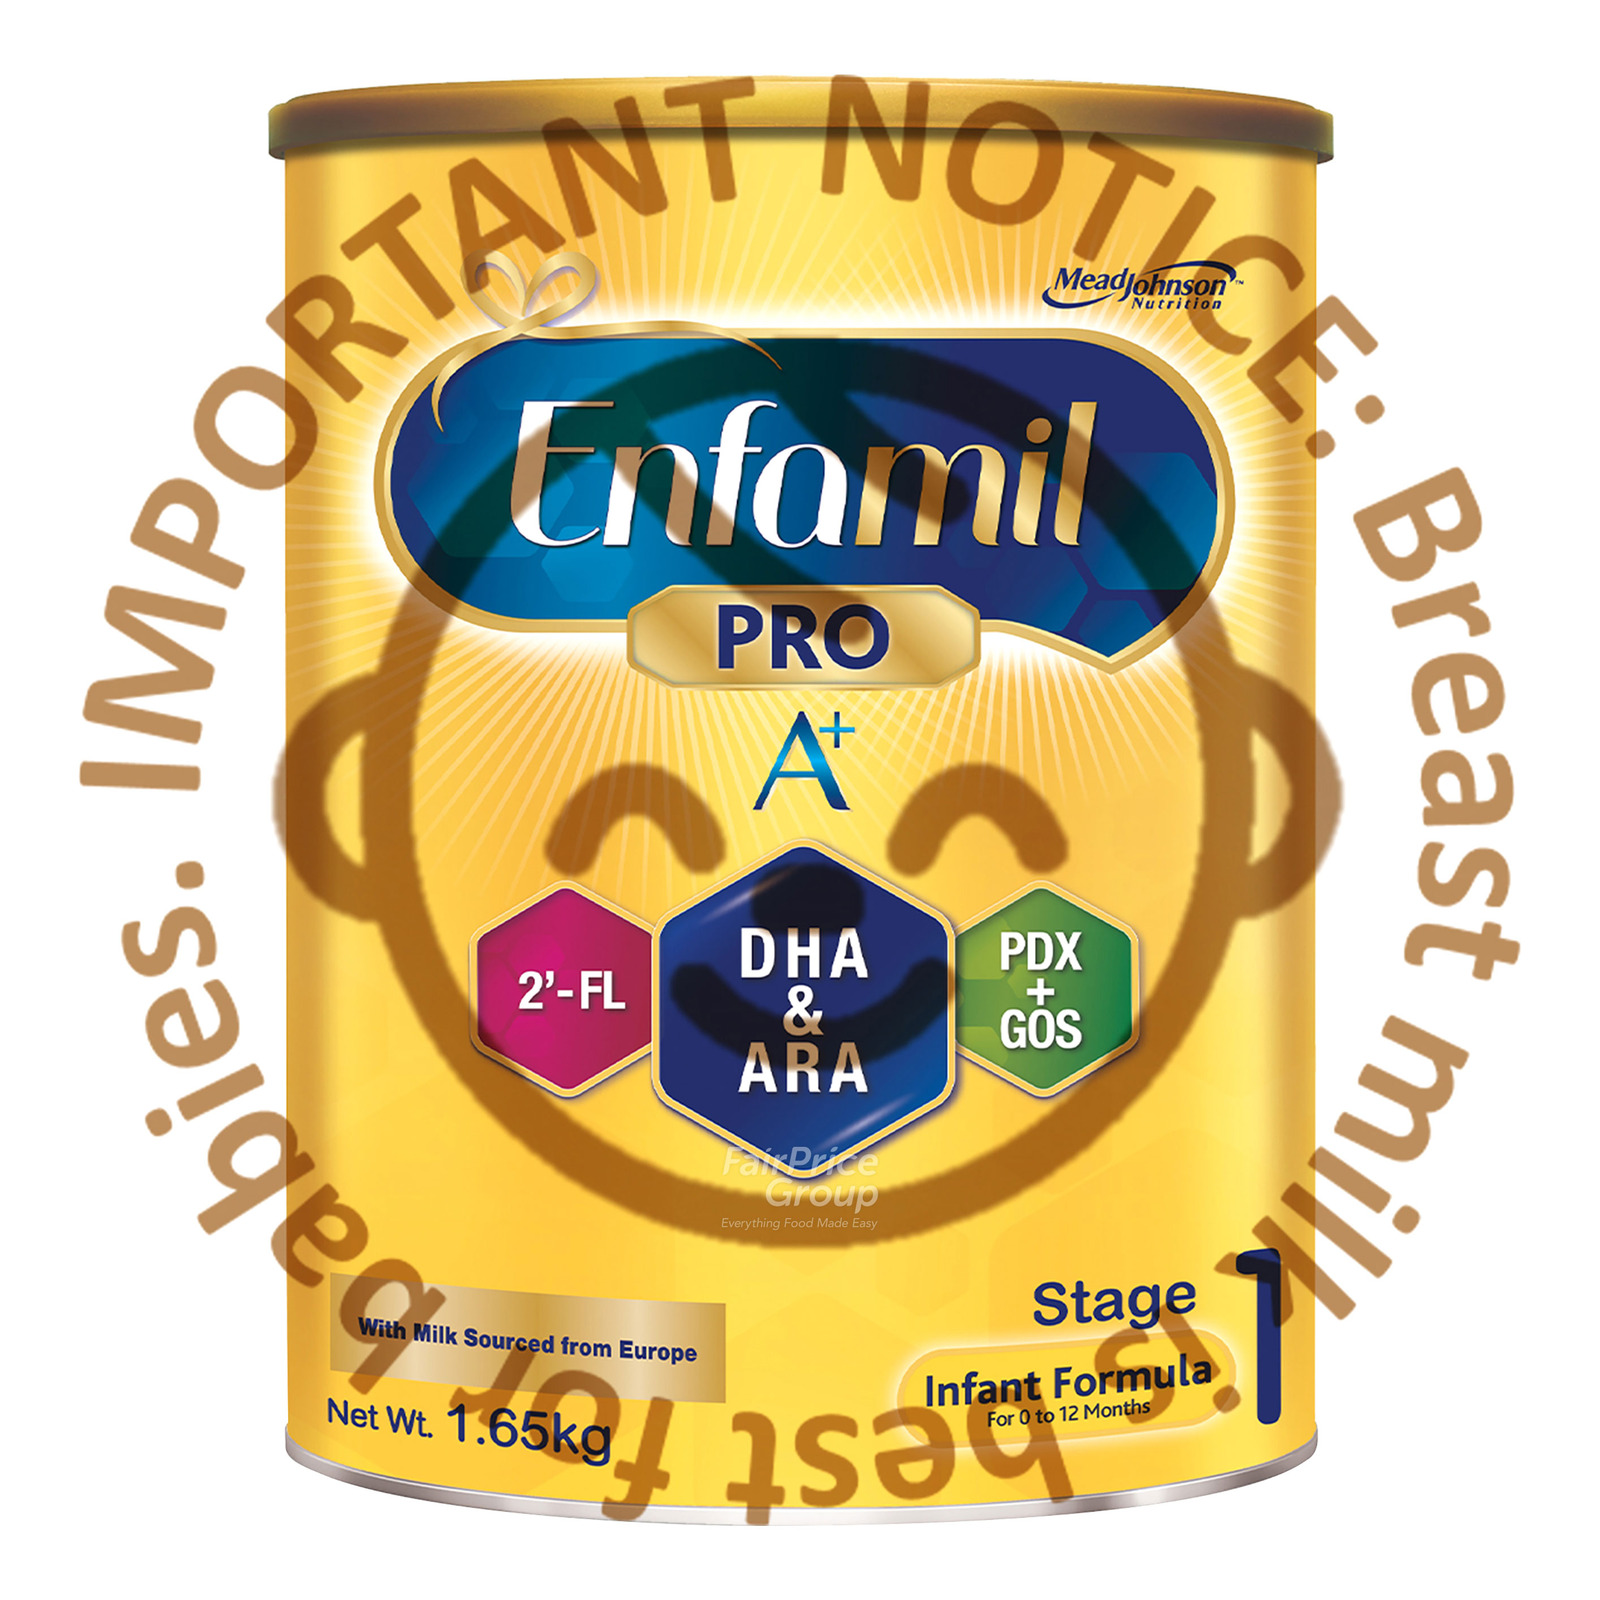 IMPORTANT NOTICE: Breast milk is best for babies.
MeadJohnson™
Nutrition
Enfamil
PRO
A+
2'-FL
DHA
&
ARA
PDX
+
GOS
FairPrice
Group
Everything Food Made Easy
With Milk Sourced from Europe
Net Wt. 1.65kg
Stage 1
Infant Formula
For 0 to 12 Months